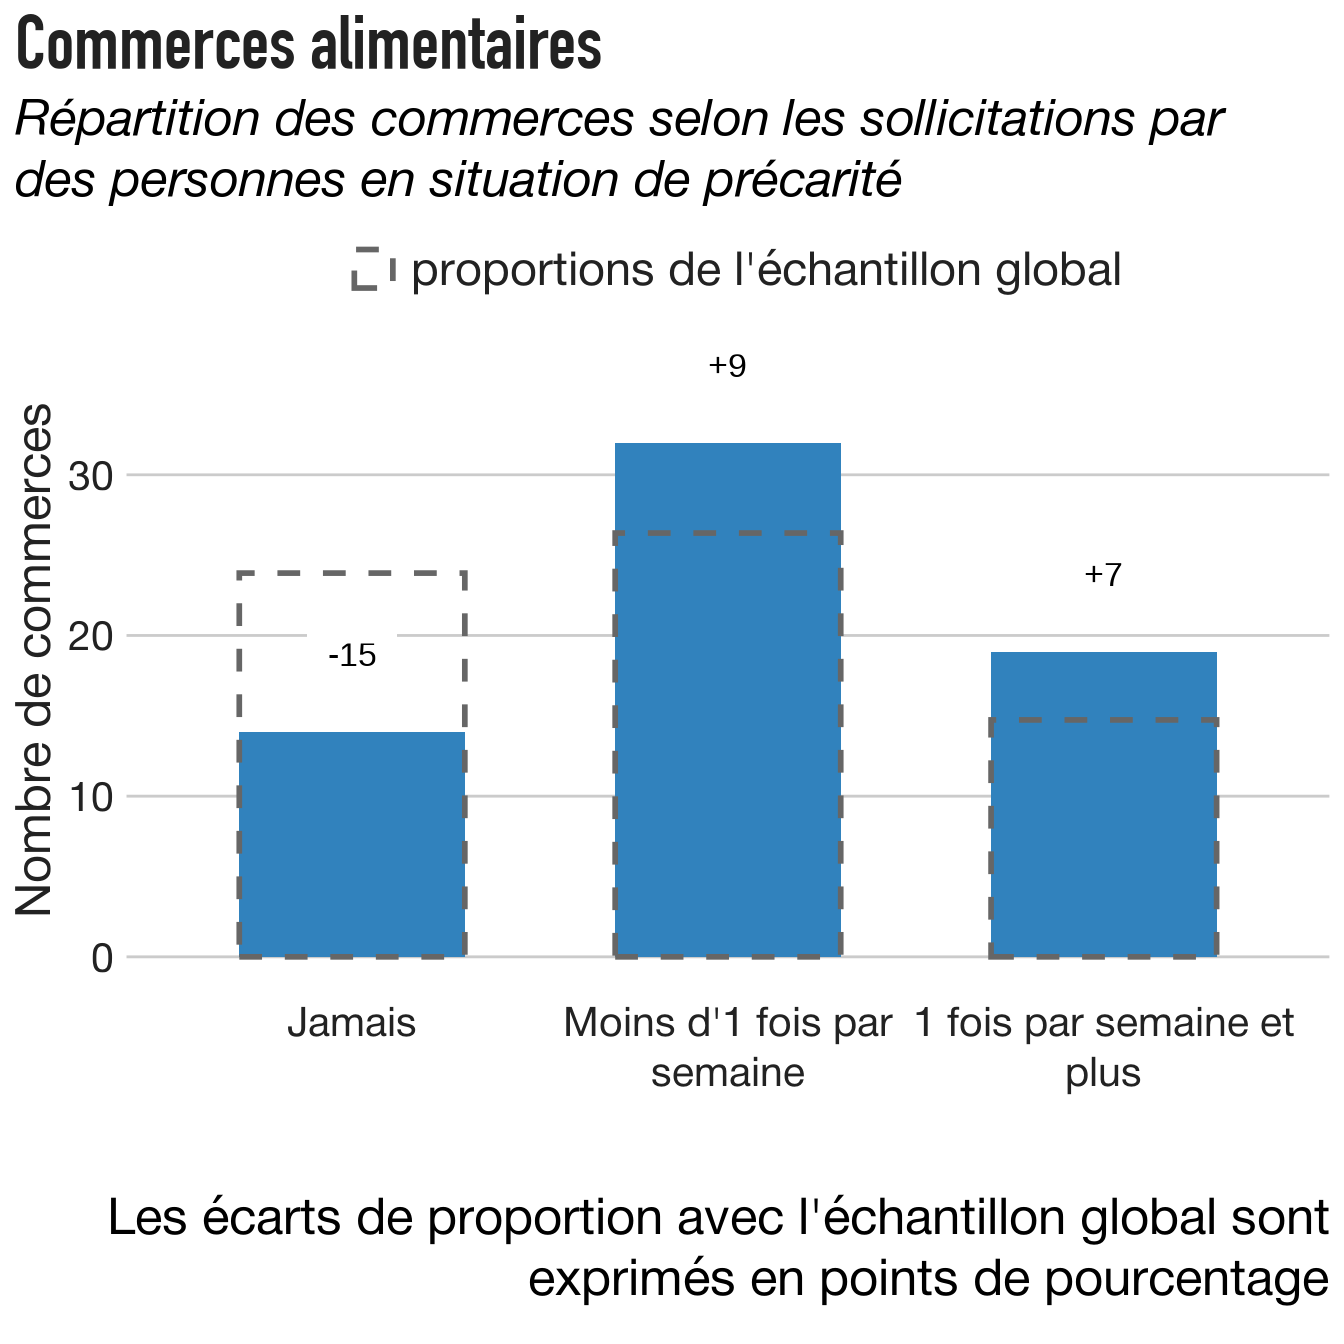 Commerces alimentaires
Répartition des commerces selon les sollicitations par
des personnes en situation de précarité
proportions de l'échantillon global
Nombre de commerces
30
20
10
0
-15
+9
+7
Jamais
Moins d'1 fois par
semaine
1 fois par semaine et
plus
Les écarts de proportion avec l'échantillon global sont
exprimés en points de pourcentage